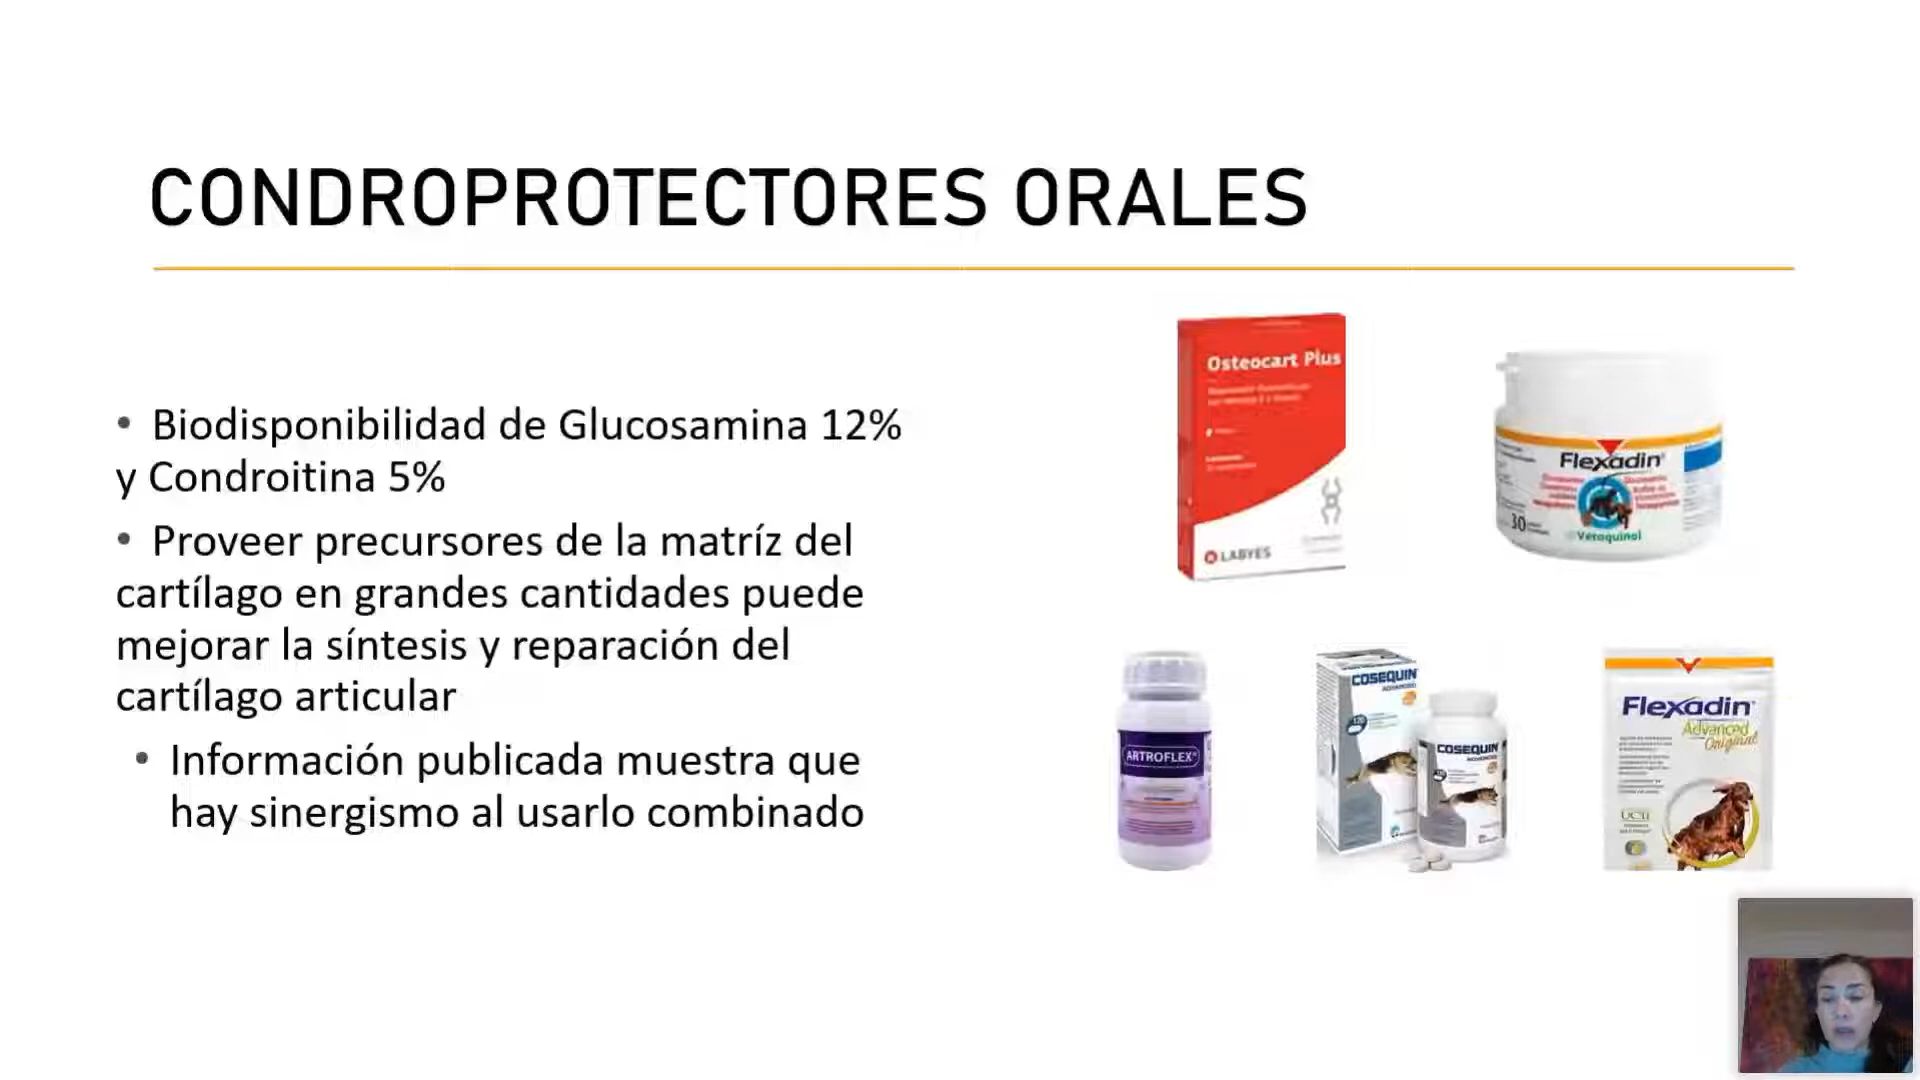 CONDROPROTECTORES ORALES
• Biodisponibilidad de Glucosamina 12%
y Condroitina 5%
• Proveer precursores de la matríz del
cartílago en grandes cantidades puede
mejorar la síntesis y reparación del
cartílago articular
• Información publicada muestra que
hay sinergismo al usarlo combinado
Osteocart Plus
LABYES
Flexadin
30
Vetoquinol
ARTROFLEX
COSEQUIN
ADVANCED
120
COSEQUIN
ADVANCED
Flexadin
Advanced
Original
UCII